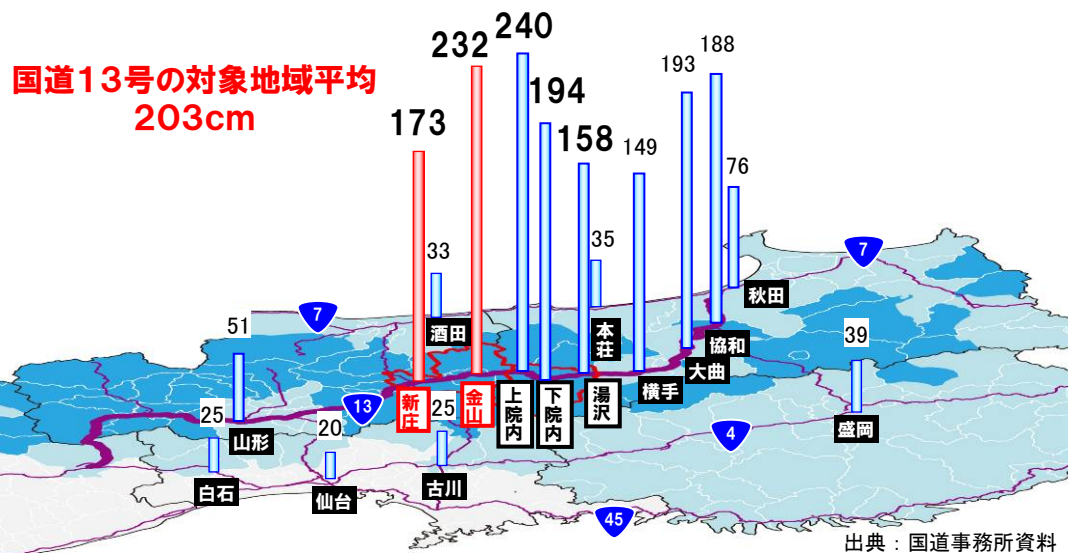 国道13号の対象地域平均
203cm
240
232
194
173
158
149
193
188
76
33
35
51
25
20
25
39
7
7
13
4
45
酒田
本荘
秋田
協和
大曲
横手
湯沢
下院内
上院内
金山
新庄
山形
白石
仙台
古川
盛岡
出典：国道事務所資料